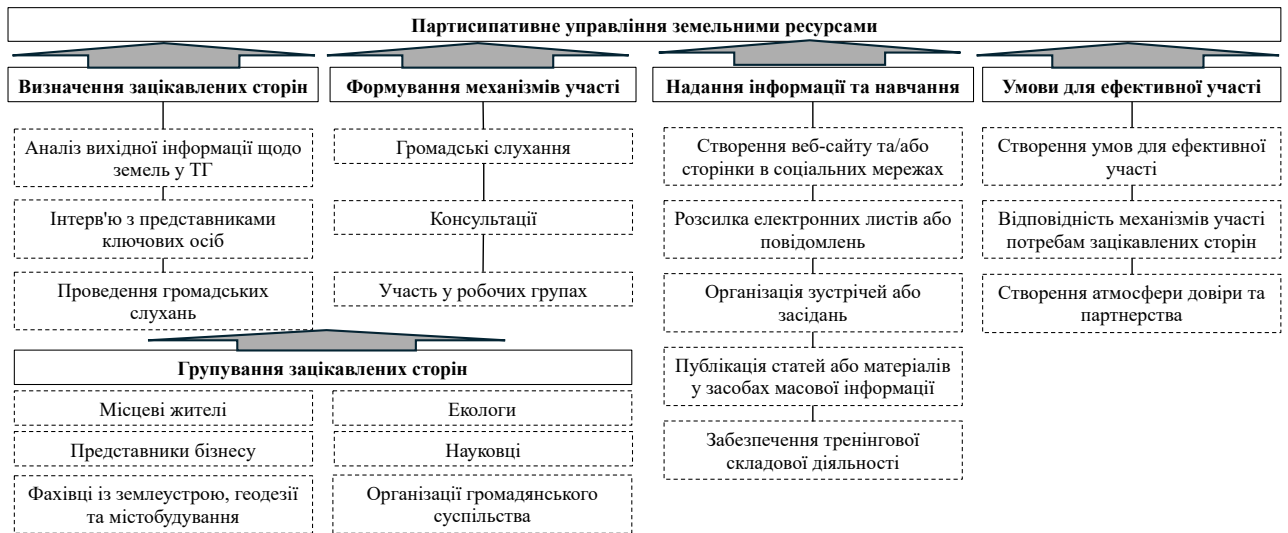 Партисипативне управління земельними ресурсами
Визначення зацікавлених сторін
Аналіз вихідної інформації щодо
земель у ТГ
Інтерв'ю з представниками
ключових осіб
Проведення громадських
слухань
Формування механізмів участі
Громадські слухання
Консультації
Участь у робочих групах
Групування зацікавлених сторін
Місцеві жителі
Представники бізнесу
Фахівці із землеустрою, геодезії
та містобудування
Екологи
Науковці
Організації громадянського
суспільства
Надання інформації та навчання
Створення веб-сайту та/або
сторінки в соціальних мережах
Розсилка електронних листів або
повідомлень
Організація зустрічей або
засідань
Публікація статей або матеріалів
у засобах масової інформації
Забезпечення тренінгової
складової діяльності
Умови для ефективної участі
Створення умов для ефективної
участі
Відповідність механізмів участі
потребам зацікавлених сторін
Створення атмосфери довіри та
партнерства